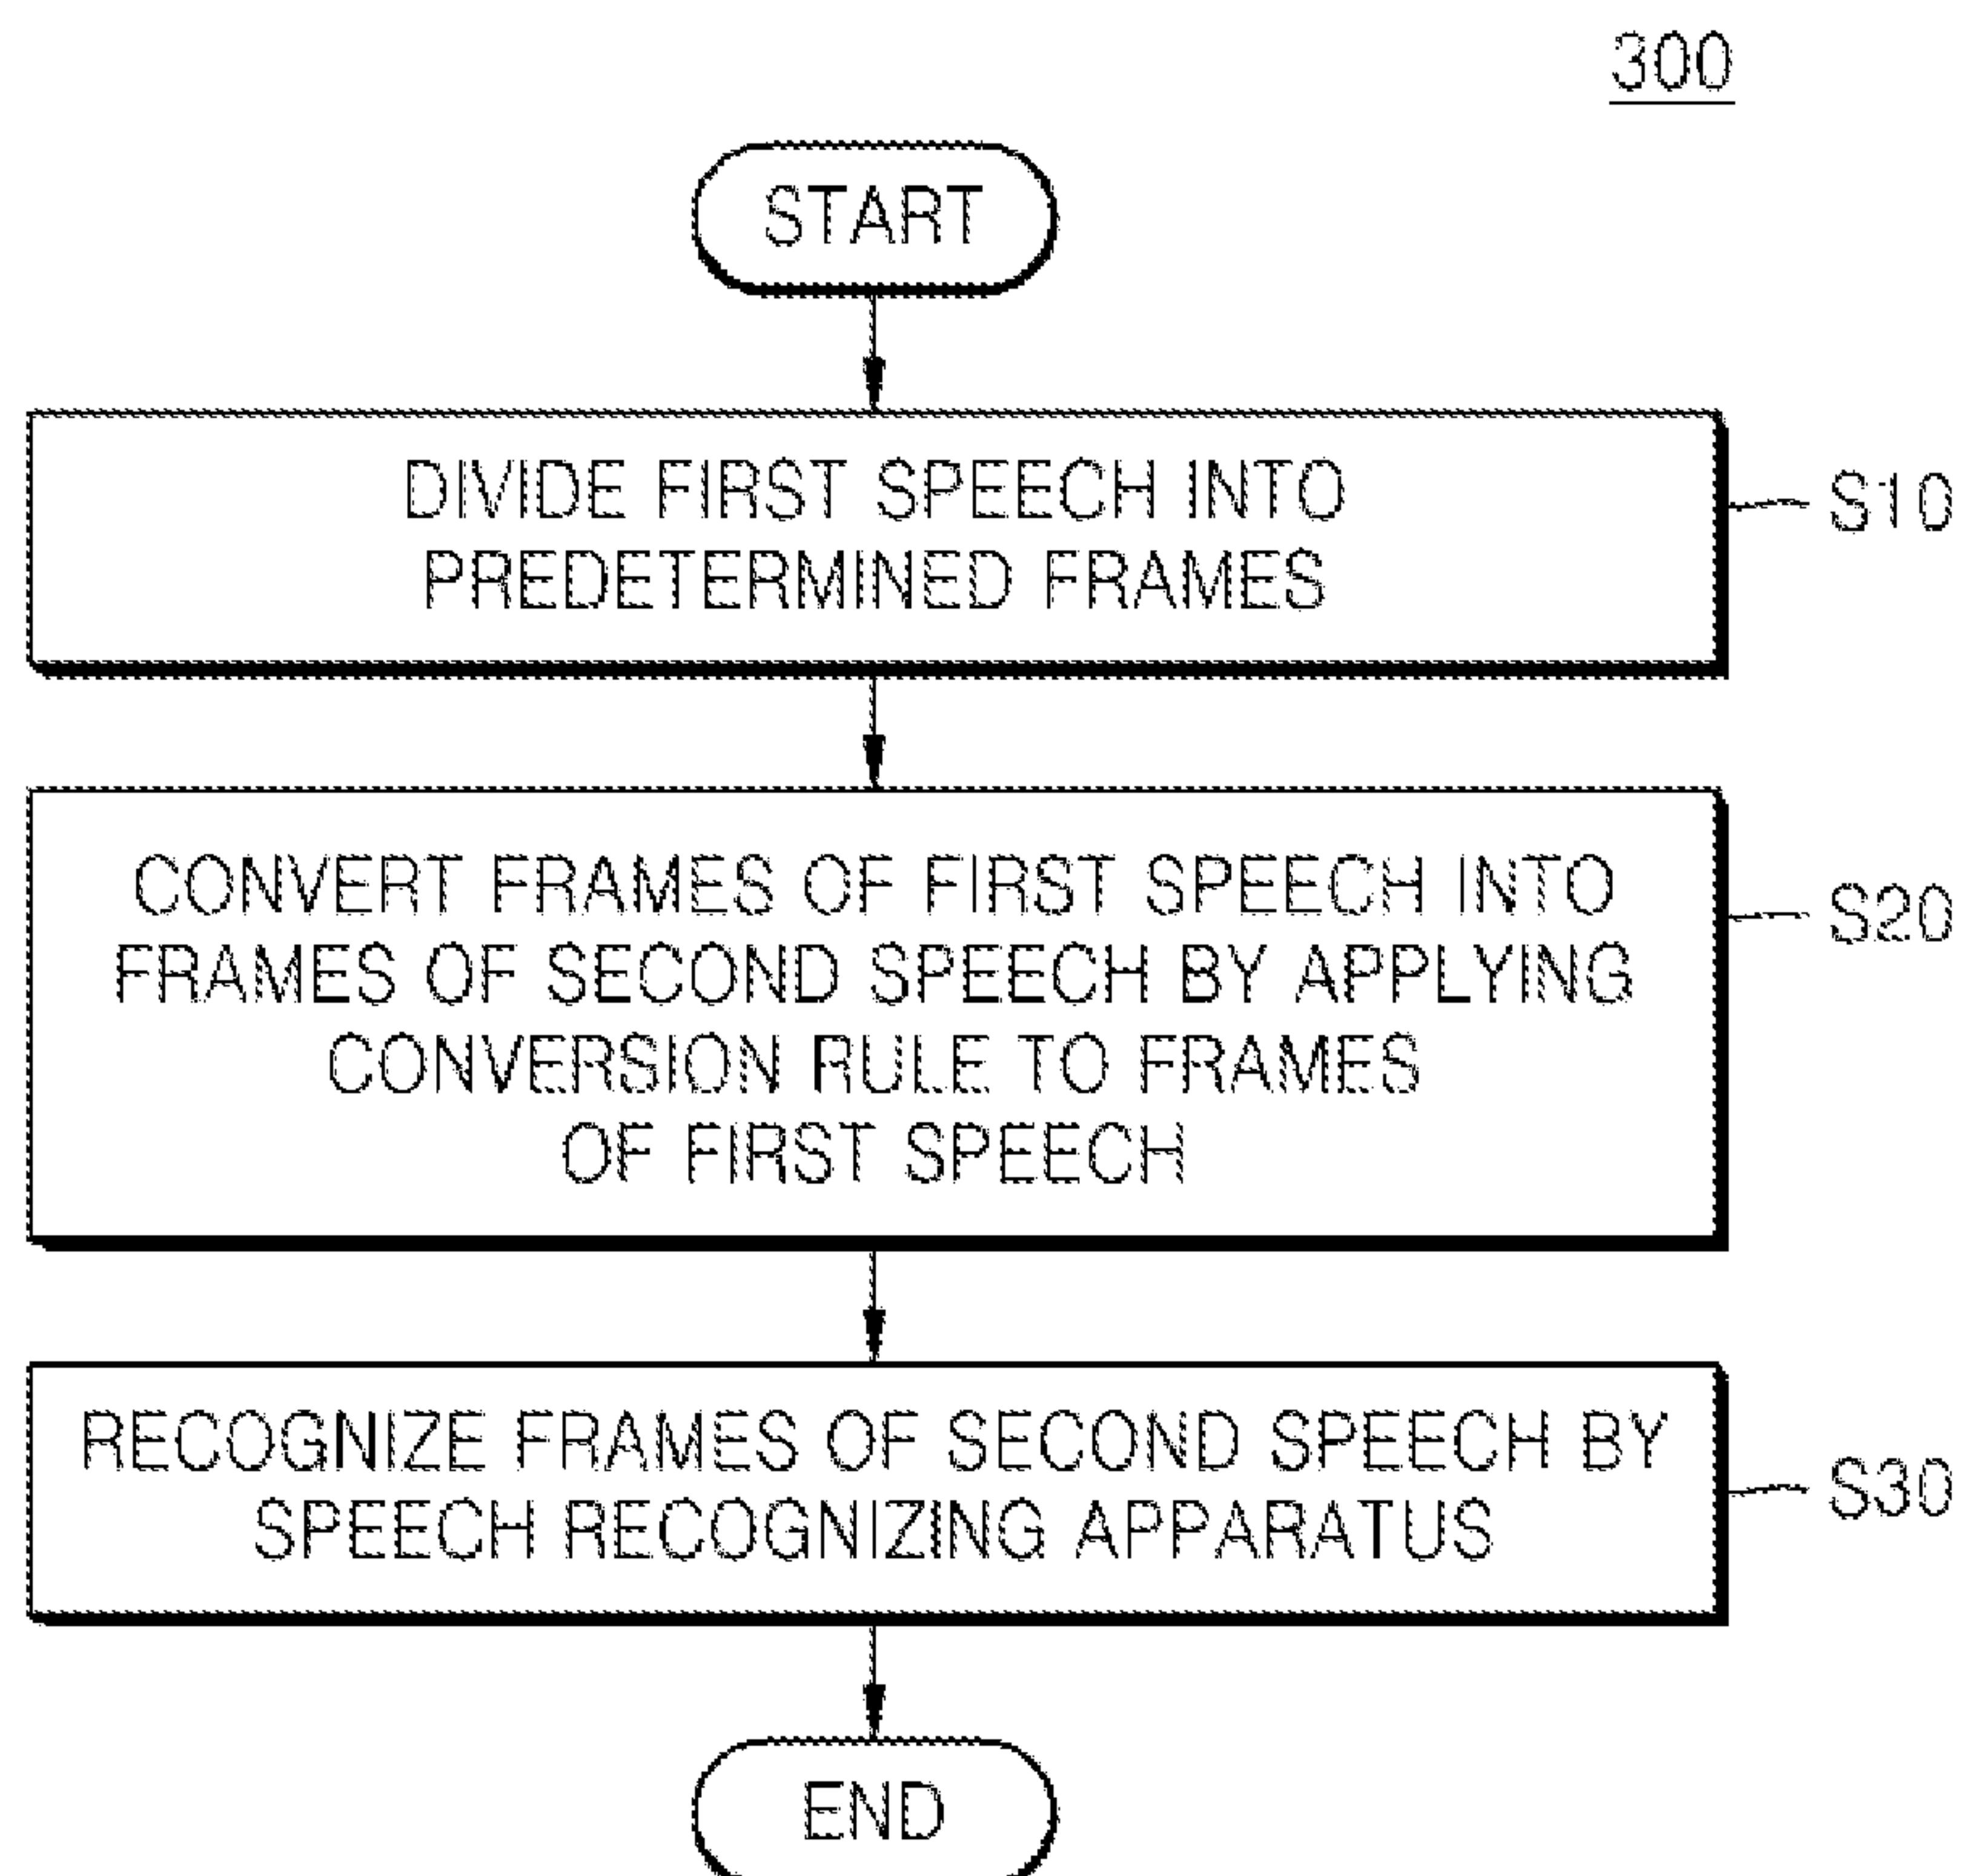 300
START
DIVIDE FIRST SPEECH INTO
PREDETERMINED FRAMES
S10
CONVERT FRAMES OF FIRST SPEECH INTO
FRAMES OF SECOND SPEECH BY APPLYING
CONVERSION RULE TO FRAMES
OF FIRST SPEECH
S20
RECOGNIZE FRAMES OF SECOND SPEECH BY
SPEECH RECOGNIZING APPARATUS
S30
END